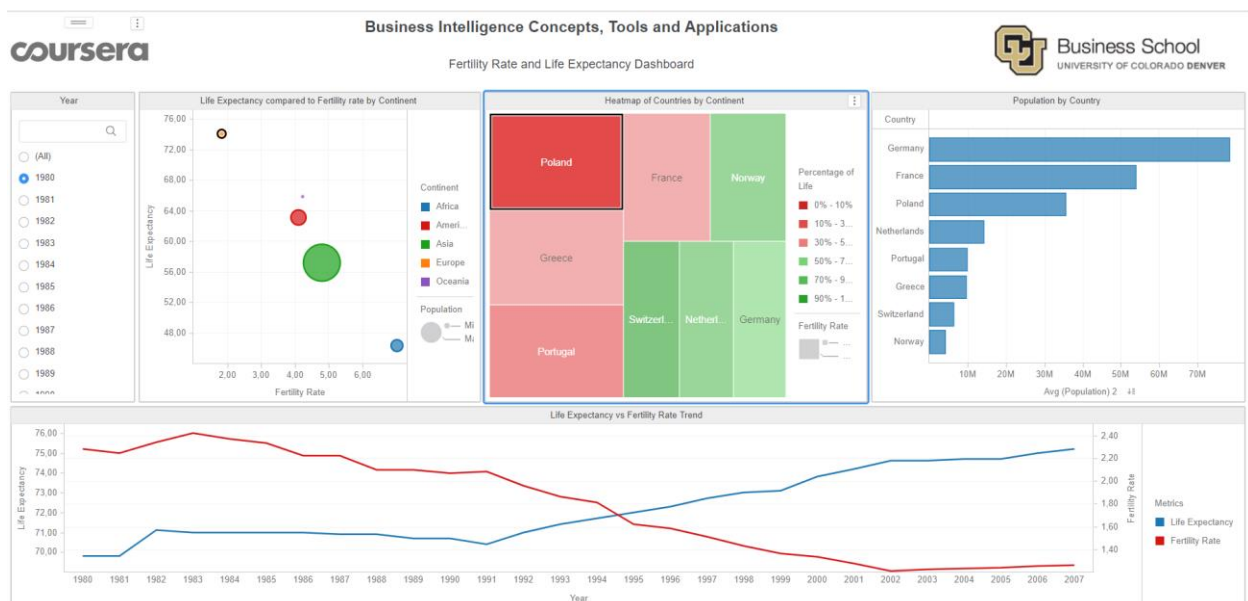 coursera
Business Intelligence Concepts, Tools and Applications
Fertility Rate and Life Expectancy Dashboard
CU
Business School
UNIVERSITY OF COLORADO DENVER
Year
(All)
1980
1981
1982
1983
1984
1985
1986
1987
1988
1989
1990
Life Expectancy compared to Fertility rate by Continent
Life Expectancy
76,00
72,00
68,00
64,00
60,00
56,00
52,00
48,00
2,00 3,00 4,00 5,00 6,00
Fertility Rate
Continent
Africa
Ameri...
Asia
Europe
Oceania
Population
Mi
Ma
Heatmap of Countries by Continent
Poland
France
Norway
Greece
Portugal
Switzerl...
Netherl...
Germany
Percentage of
Life
0% - 10%
10% - 3...
30% - 5...
50% - 7...
70% - 9...
90% - 1...
Fertility Rate
...
...
Population by Country
Country
Germany
France
Poland
Netherlands
Portugal
Greece
Switzerland
Norway
10M 20M 30M 40M 50M 60M 70M
Avg (Population) 2
Life Expectancy vs Fertility Rate Trend
Life Expectancy
76,00
75,00
74,00
73,00
72,00
71,00
70,00
2,40
2,20
2,00
1,80
1,60
1,40
Fertility Rate
1980 1981 1982 1983 1984 1985 1986 1987 1988 1989 1990 1991 1992 1993 1994 1995 1996 1997 1998 1999 2000 2001 2002 2003 2004 2005 2006 2007
Year
Metrics
Life Expectancy
Fertility Rate